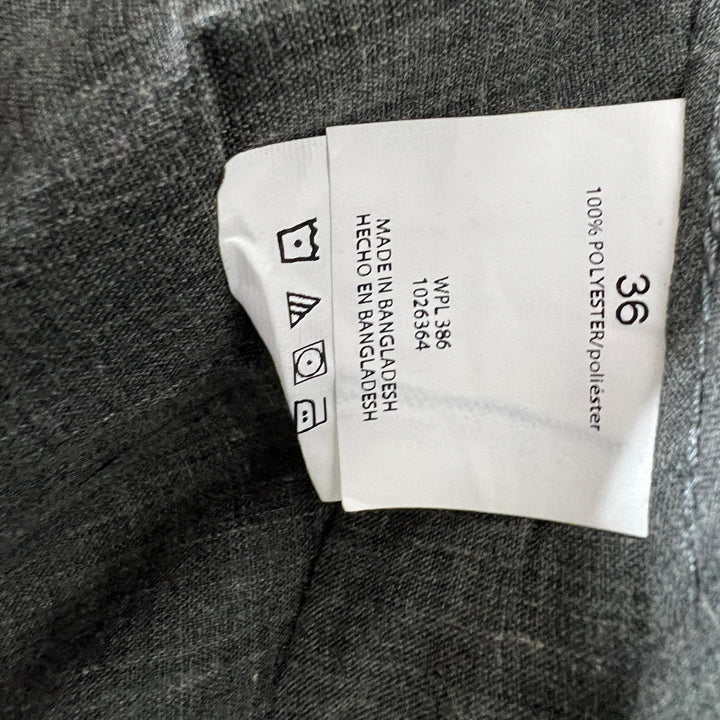 36
100% POLYESTER/poliéster
WPL 386
1026364
MADE IN BANGLADESH
HECHO EN BANGLADESH